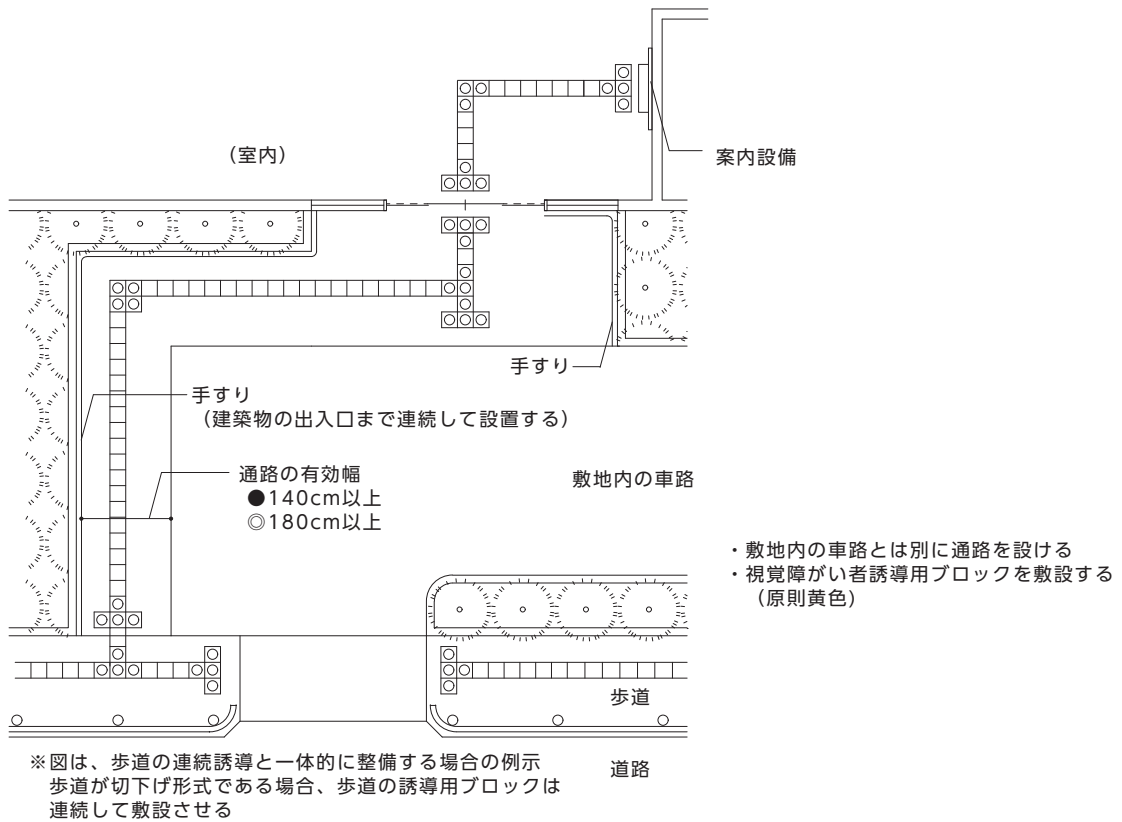 （室内）
案内設備
手すり
手すり
（建築物の出入口まで連続して設置する）
通路の有効幅
●140cm以上
◎180cm以上
敷地内の車路
・敷地内の車路とは別に通路を設ける
・視覚障がい者誘導用ブロックを敷設する
（原則黄色)
歩道
道路
※図は、歩道の連続誘導と一体的に整備する場合の例示
歩道が切下げ形式である場合、歩道の誘導用ブロックは
連続して敷設させる